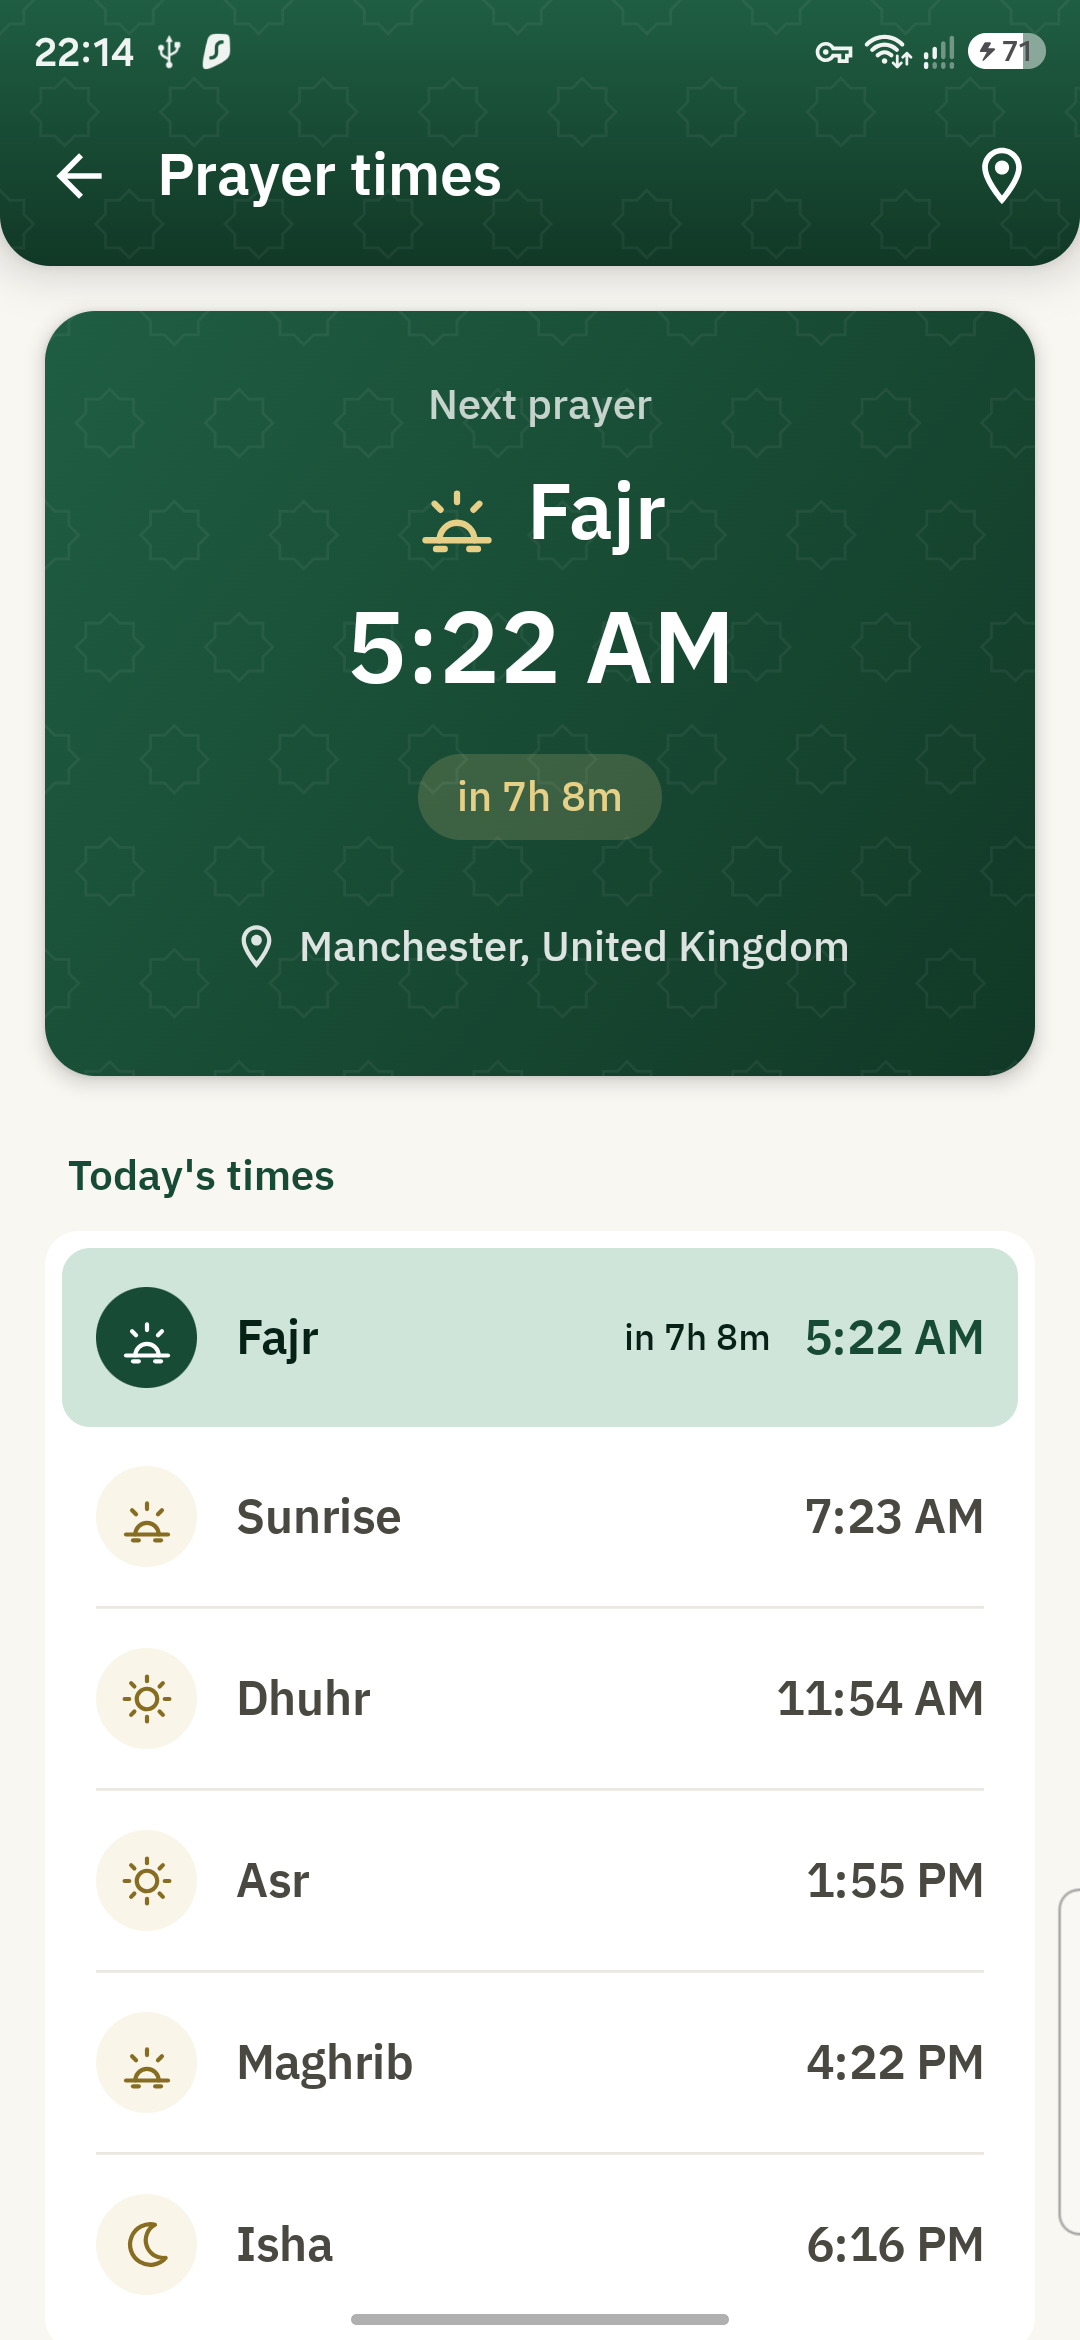 22:14
71
Prayer times
Next prayer
Fajr
5:22 AM
in 7h 8m
Manchester, United Kingdom
Today's times
Fajr in 7h 8m 5:22 AM
Sunrise 7:23 AM
Dhuhr 11:54 AM
Asr 1:55 PM
Maghrib 4:22 PM
Isha 6:16 PM